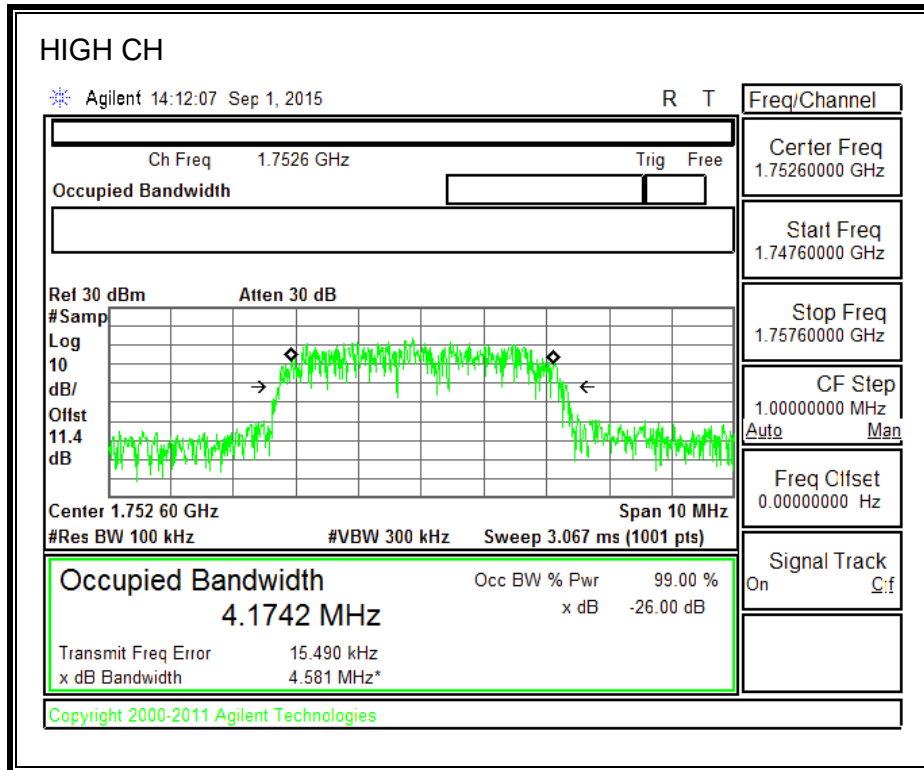 HIGH CH
Agilent 14:12:07 Sep 1, 2015 R T
Freq/Channel
Ch Freq 1.7526 GHz Trig Free
Occupied Bandwidth
Center Freq
1.75260000 GHz
Start Freq
1.74760000 GHz
Stop Freq
1.75760000 GHz
CF Step
1.00000000 MHz
Auto Man
Freq Offset
0.00000000 Hz
Signal Track
On Off
Ref 30 dBm Atten 30 dB
#Samp
Log
10
dB/
Offst
11.4
dB
Center 1.752 60 GHz Span 10 MHz
#Res BW 100 kHz #VBW 300 kHz Sweep 3.067 ms (1001 pts)
Occupied Bandwidth Occ BW % Pwr 99.00 %
4.1742 MHz x dB -26.00 dB
Transmit Freq Error 15.490 kHz
x dB Bandwidth 4.581 MHz*
Copyright 2000-2011 Agilent Technologies